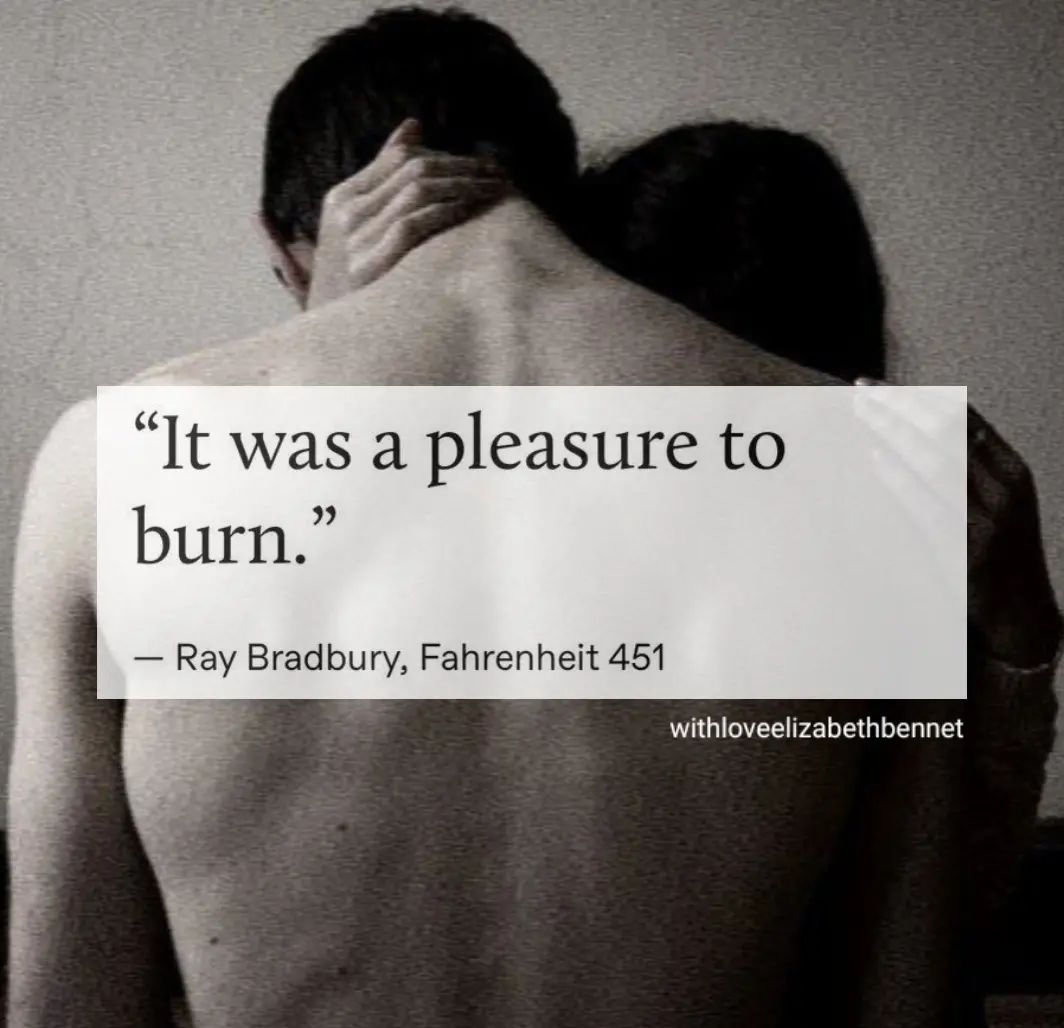 “It was a pleasure to
burn.”
— Ray Bradbury, Fahrenheit 451
withloveelizabethbennet